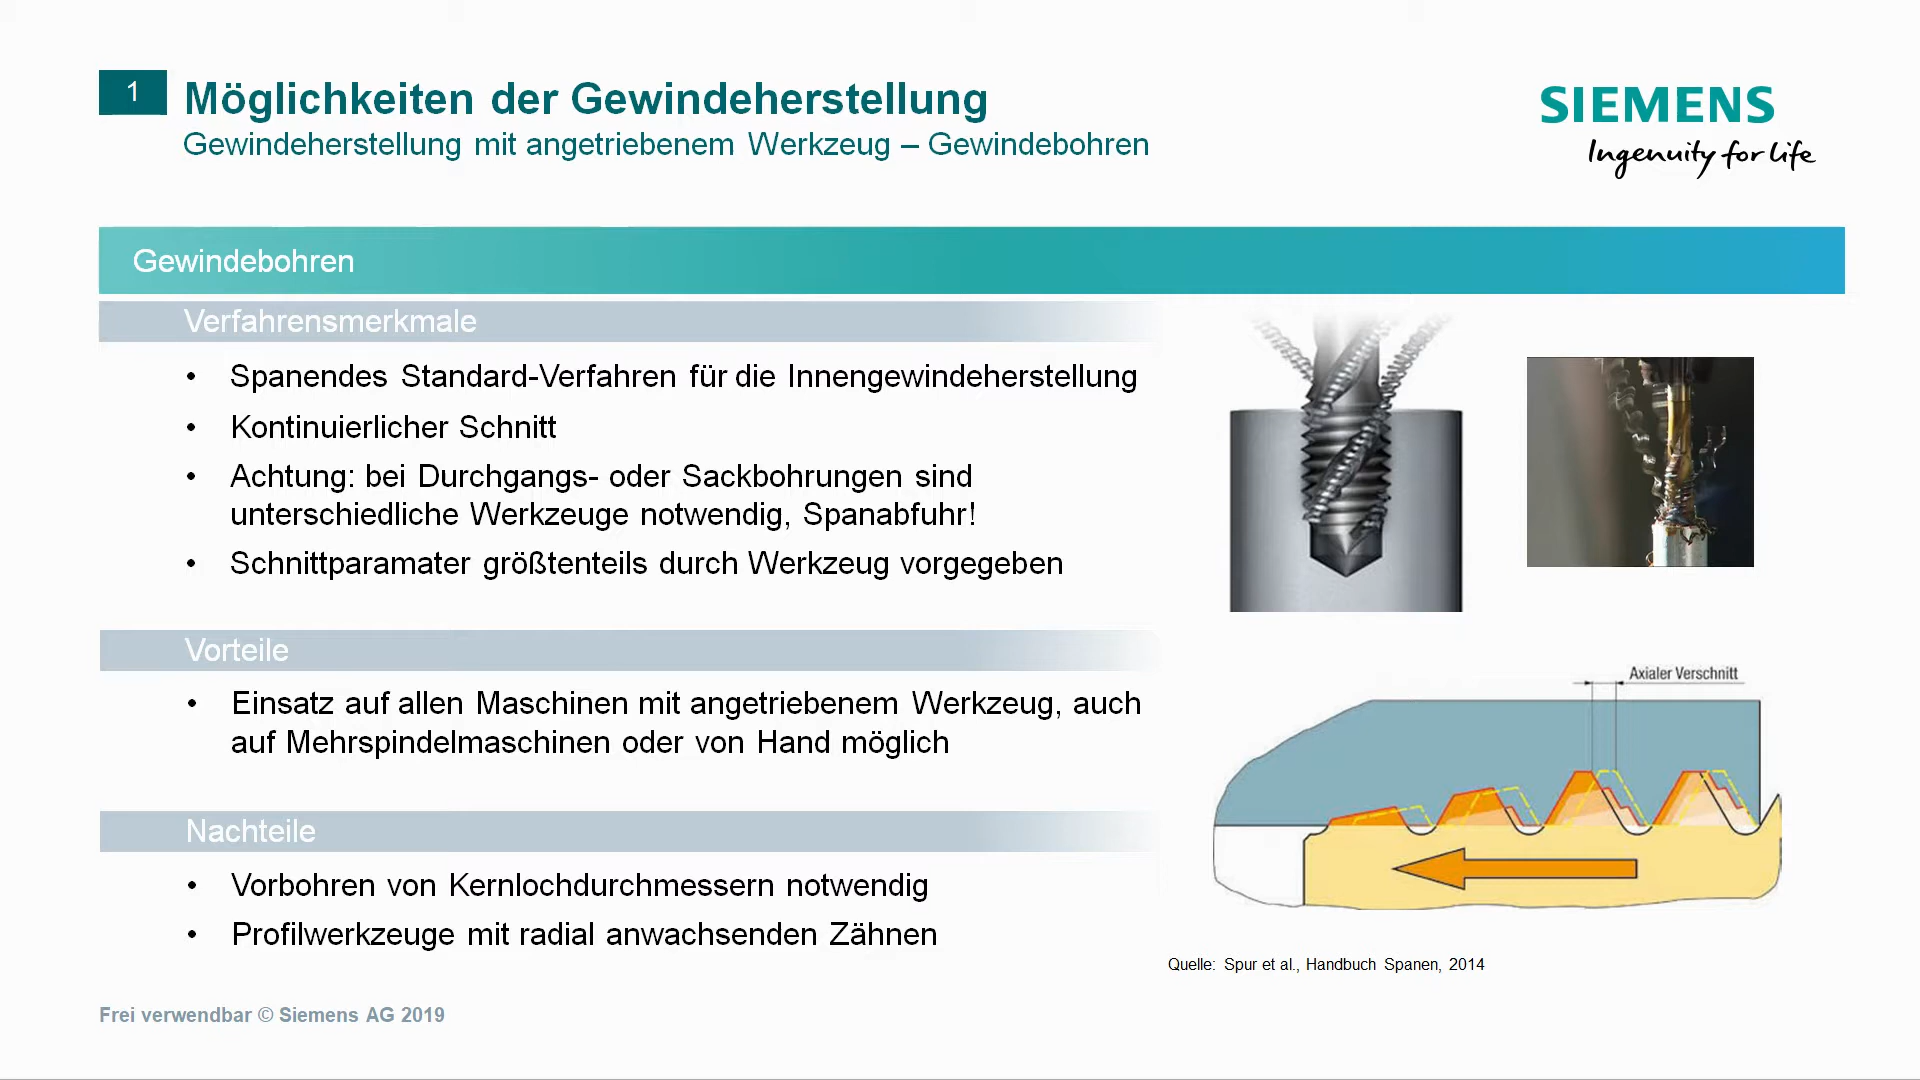 1
Möglichkeiten der Gewindeherstellung
Gewindeherstellung mit angetriebenem Werkzeug – Gewindebohren
SIEMENS
Ingenuity for life
Gewindebohren
Verfahrensmerkmale
• Spanendes Standard-Verfahren für die Innengewindeherstellung
• Kontinuierlicher Schnitt
• Achtung: bei Durchgangs- oder Sackbohrungen sind
unterschiedliche Werkzeuge notwendig, Spanabfuhr!
• Schnittparamater größtenteils durch Werkzeug vorgegeben
Vorteile
• Einsatz auf allen Maschinen mit angetriebenem Werkzeug, auch
auf Mehrspindelmaschinen oder von Hand möglich
Nachteile
• Vorbohren von Kernlochdurchmessern notwendig
• Profilwerkzeuge mit radial anwachsenden Zähnen
Axialer Verschnitt
Quelle: Spur et al., Handbuch Spanen, 2014
Frei verwendbar © Siemens AG 2019